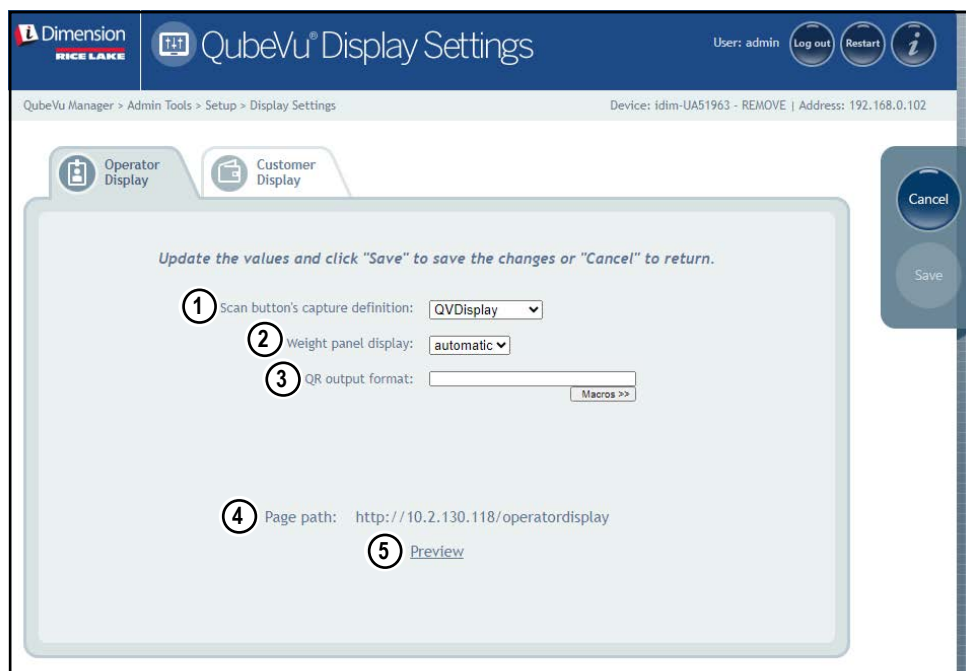 i Dimension
RICE LAKE
QubeVu® Display Settings
User: admin
Log out
Restart
i
QubeVu Manager > Admin Tools > Setup > Display Settings
Device: idim-UA51963 - REMOVE | Address: 192.168.0.102
Operator
Display
Customer
Display
Cancel
Save
Update the values and click "Save" to save the changes or "Cancel" to return.
1 Scan button's capture definition: QVDisplay
2 Weight panel display: automatic
3 QR output format:
Macros >>
4 Page path: http://10.2.130.118/operatordisplay
5 Preview